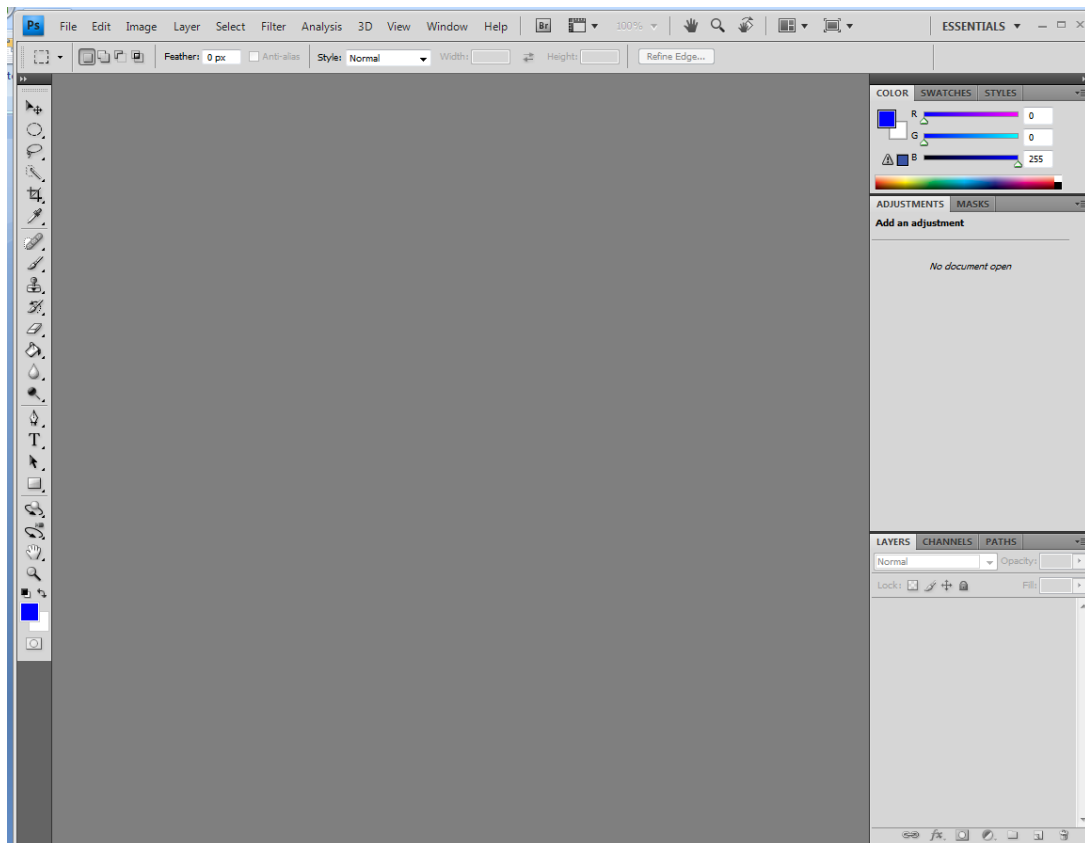 Ps File Edit Image Layer Select Filter Analysis 3D View Window Help Br 100% ESSENTIALS
Feather: 0 px Anti-alias Style: Normal Width: Height: Refine Edge...
COLOR SWATCHES STYLES
R 0
G 0
B 255
ADJUSTMENTS MASKS
Add an adjustment
No document open
T
LAYERS CHANNELS PATHS
Normal Opacity:
Lock: Fill:
fx.